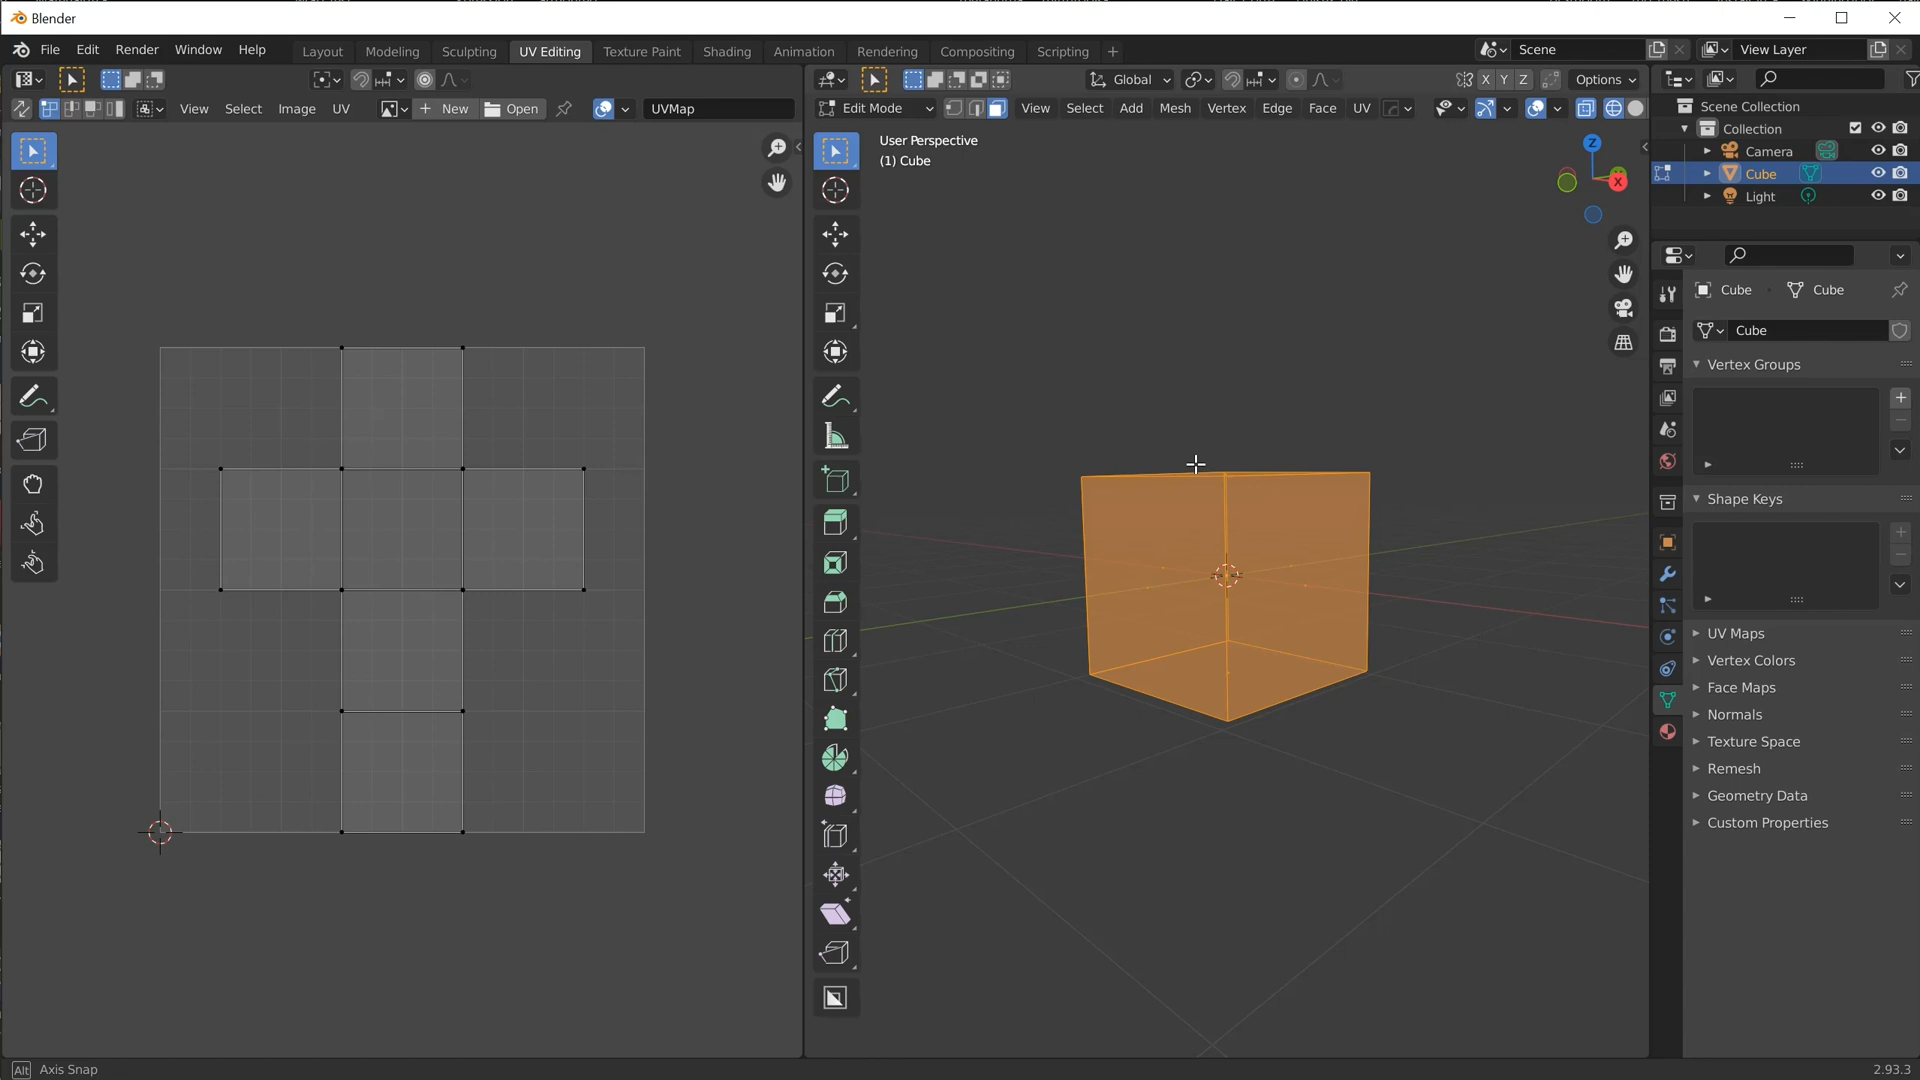 Blender
File Edit Render Window Help Layout Modeling Sculpting UV Editing Texture Paint Shading Animation Rendering Compositing Scripting + Scene View Layer
Global X Y Z Options
View Select Image UV + New Open UVMap
Edit Mode View Select Add Mesh Vertex Edge Face UV
User Perspective
(1) Cube
Z
X
Scene Collection
Collection
Camera
Cube
Light
Cube Cube
Cube
Vertex Groups
Shape Keys
UV Maps
Vertex Colors
Face Maps
Normals
Texture Space
Remesh
Geometry Data
Custom Properties
Alt Axis Snap 2.93.3